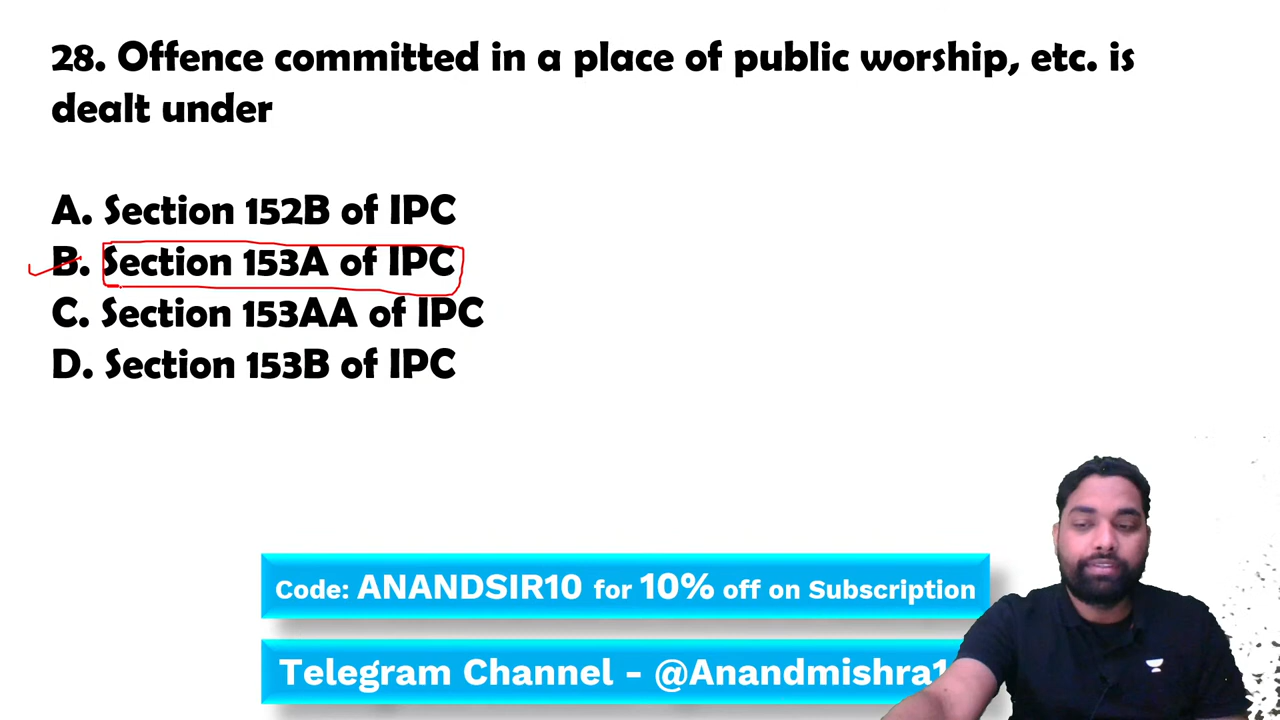 28. Offence committed in a place of public worship, etc. is
dealt under
A. Section 152B of IPC
B. Section 153A of IPC
C. Section 153AA of IPC
D. Section 153B of IPC
Code: ANANDSIR10 for 10% off on Subscription
Telegram Channel - @Anandmishra1